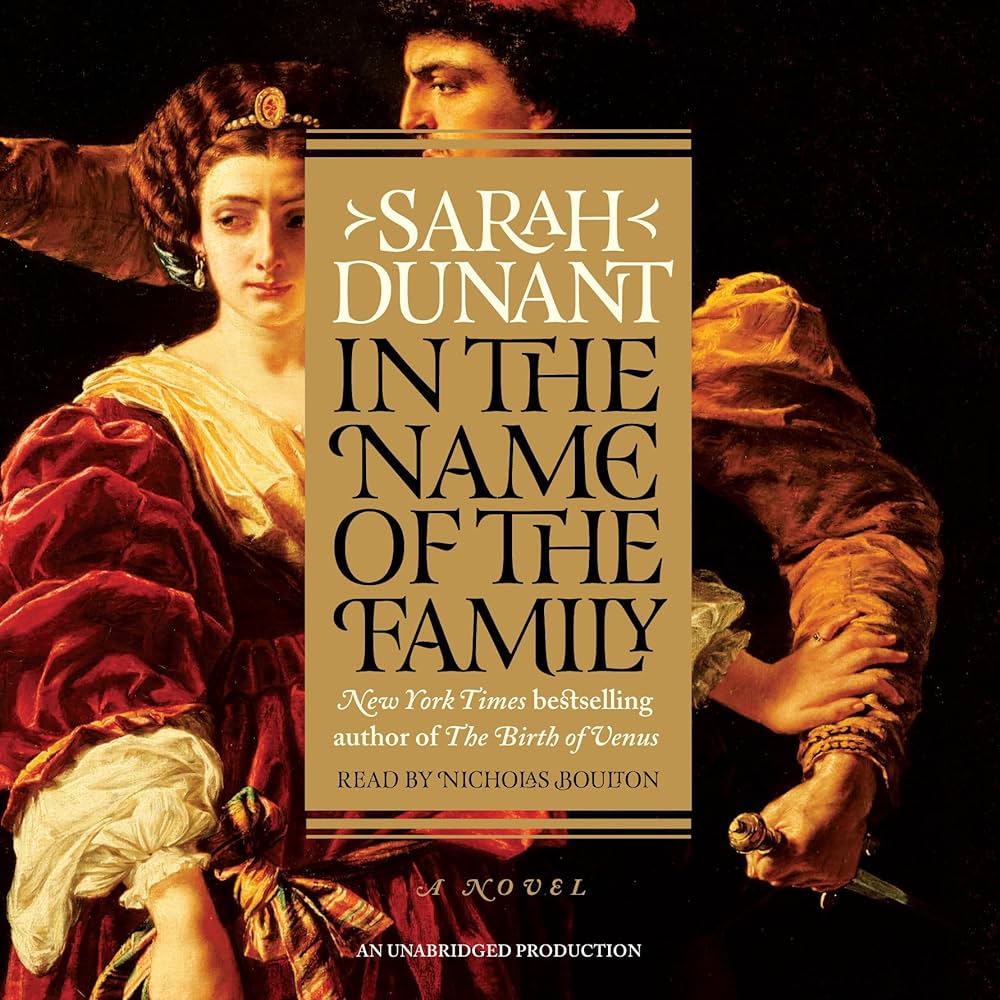 SARAH
DUNANT
IN THE
NAME
OF THE
FAMILY
New York Times bestselling
author of The Birth of Venus
READ BY NICHOLAS BOULTON
A NOVEL
AN UNABRIDGED PRODUCTION